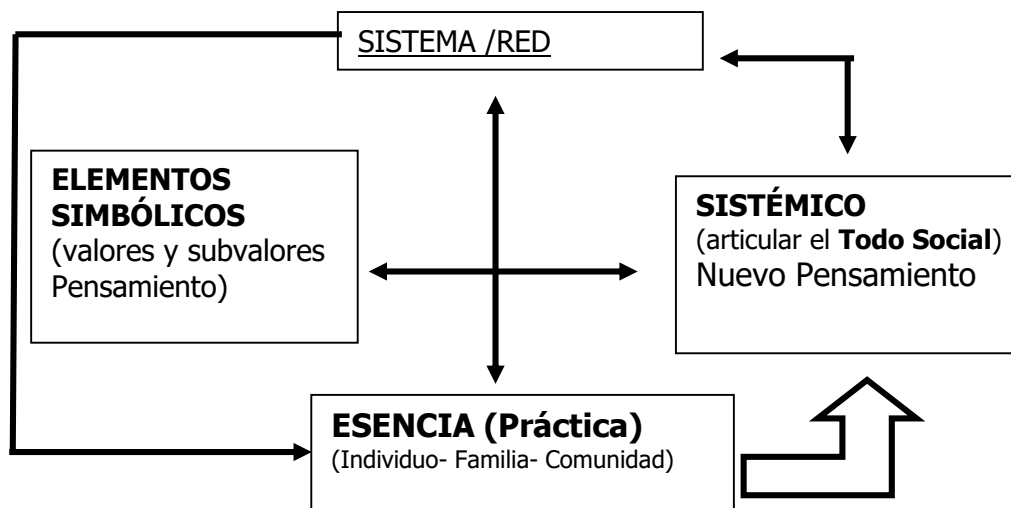 SISTEMA /RED
ELEMENTOS
SIMBÓLICOS
(valores y subvalores
Pensamiento)
SISTÉMICO
(articular el Todo Social)
Nuevo Pensamiento
ESENCIA (Práctica)
(Individuo- Familia- Comunidad)